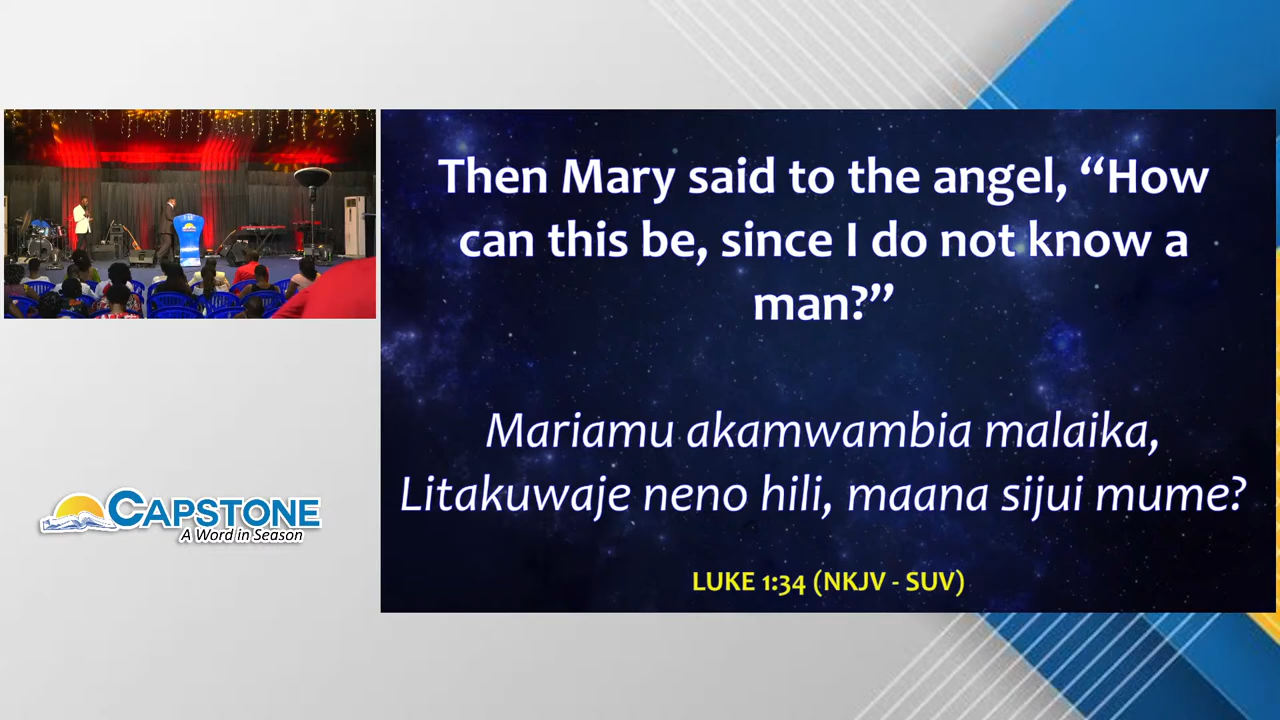 Then Mary said to the angel, “How
can this be, since I do not know a
man?”
Mariamu akamwambia malaika,
Litakuwaje neno hili, maana sijui mume?
LUKE 1:34 (NKJV - SUV)
CAPSTONE
A Word in Season